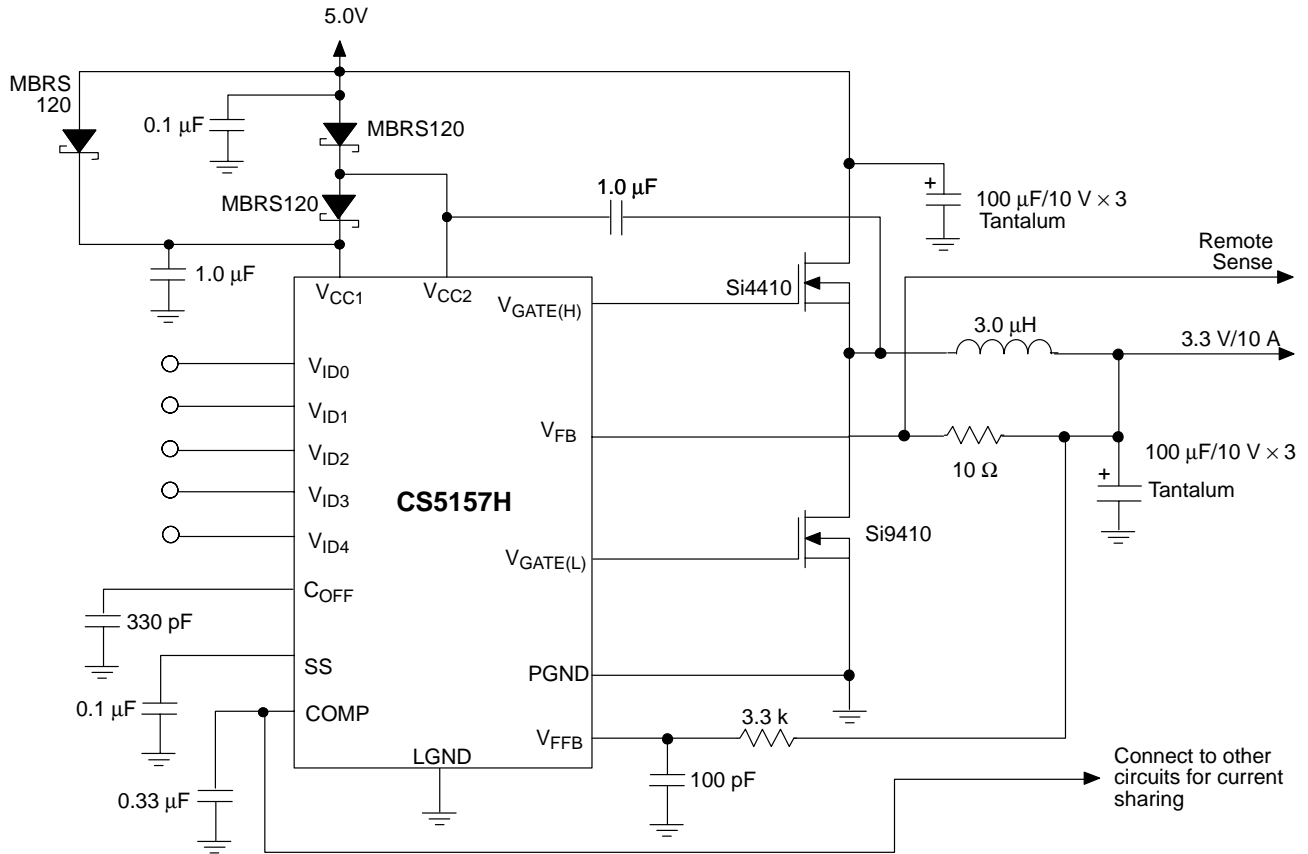 5.0V
MBRS
120
0.1 μF
MBRS120
MBRS120
1.0 μF
1.0 μF
100 μF/10 V × 3
Tantalum
Remote
Sense
VCC1
VCC2
VGATE(H)
Si4410
3.0 μH
3.3 V/10 A
VID0
VID1
VFB
10 Ω
100 μF/10 V × 3
Tantalum
VID2
CS5157H
VID3
VID4
VGATE(L)
Si9410
COFF
330 pF
SS
PGND
0.1 μF
COMP
3.3 k
VFFB
LGND
100 pF
0.33 μF
Connect to other
circuits for current
sharing